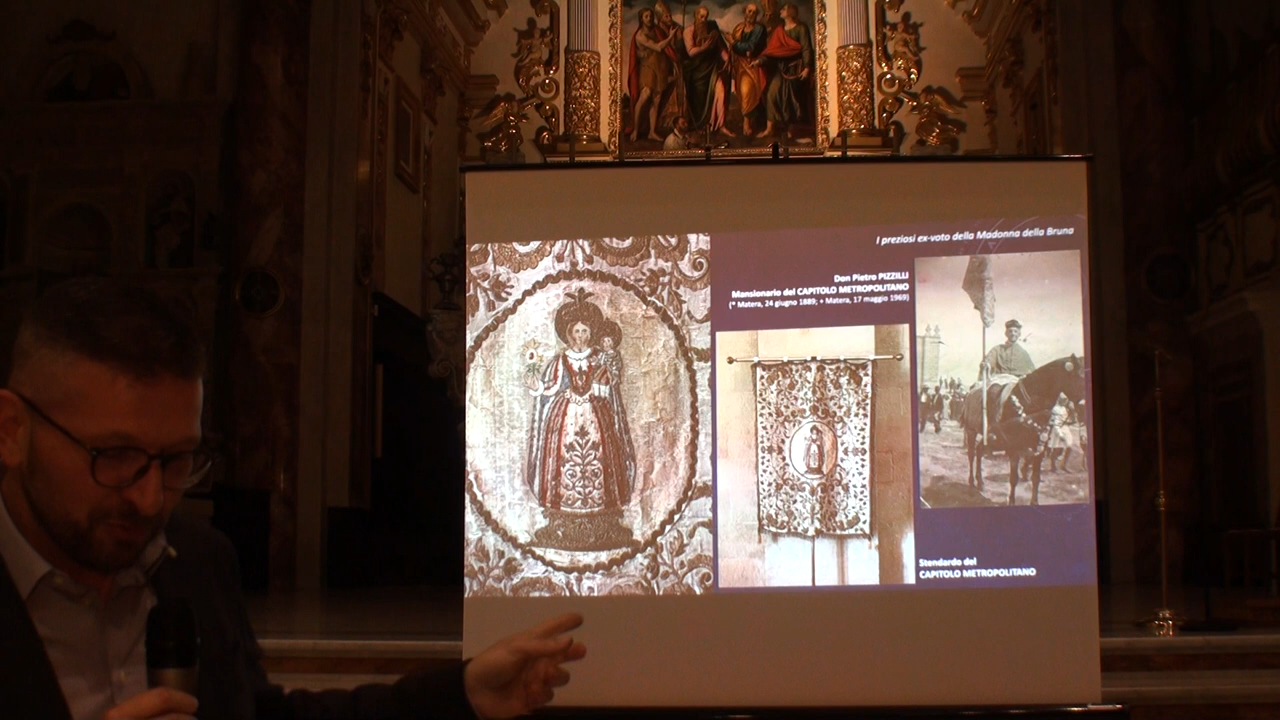 I preziosi ex-voto della Madonna della Bruna
Don Pietro PIZZILLI
Mansionario del CAPITOLO METROPOLITANO
(* Matera, 24 giugno 1889; + Matera, 17 maggio 1969)
Stendardo del
CAPITOLO METROPOLITANO